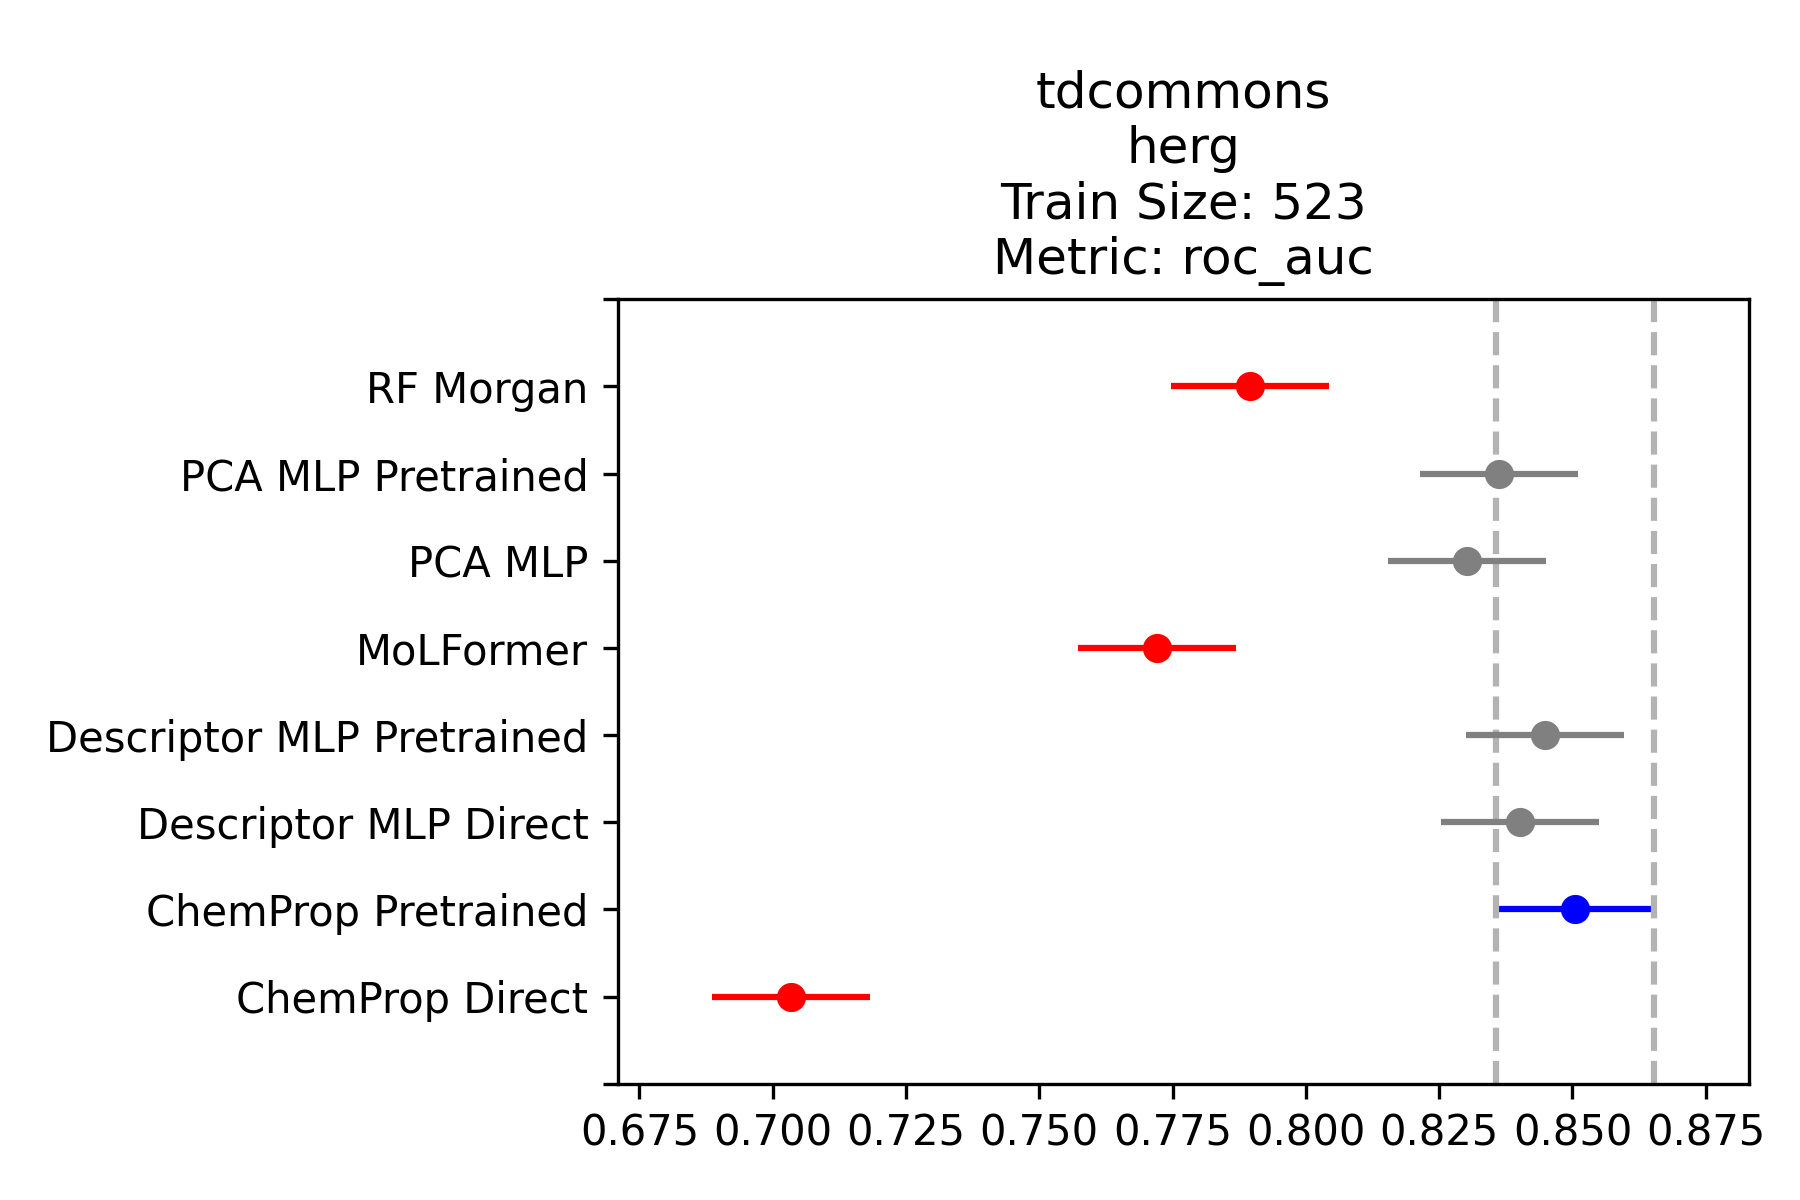 tdcommons
herg
Train Size: 523
Metric: roc_auc
RF Morgan
PCA MLP Pretrained
PCA MLP
MoLFormer
Descriptor MLP Pretrained
Descriptor MLP Direct
ChemProp Pretrained
ChemProp Direct
0.675 0.700 0.725 0.750 0.775 0.800 0.825 0.850 0.875